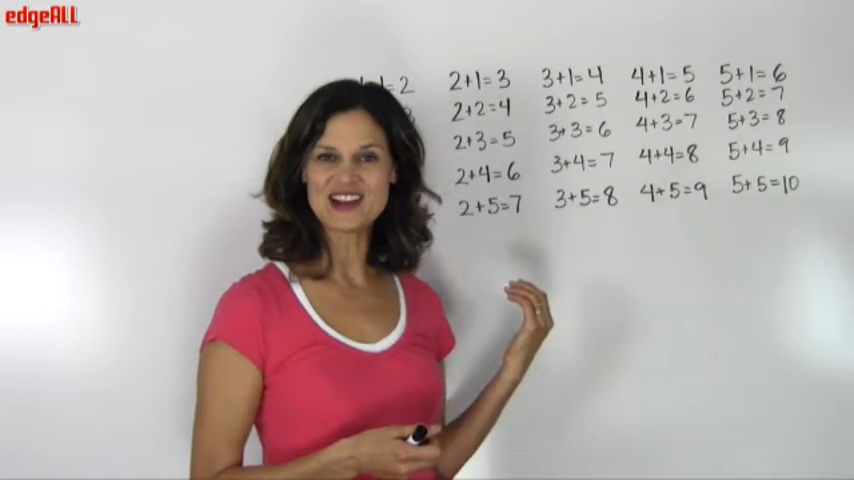 edgeALL
2+1=3 3+1=4 4+1=5 5+1=6
2+2=4 3+2=5 4+2=6 5+2=7
2+3=5 3+3=6 4+3=7 5+3=8
2+4=6 3+4=7 4+4=8 5+4=9
2+5=7 3+5=8 4+5=9 5+5=10